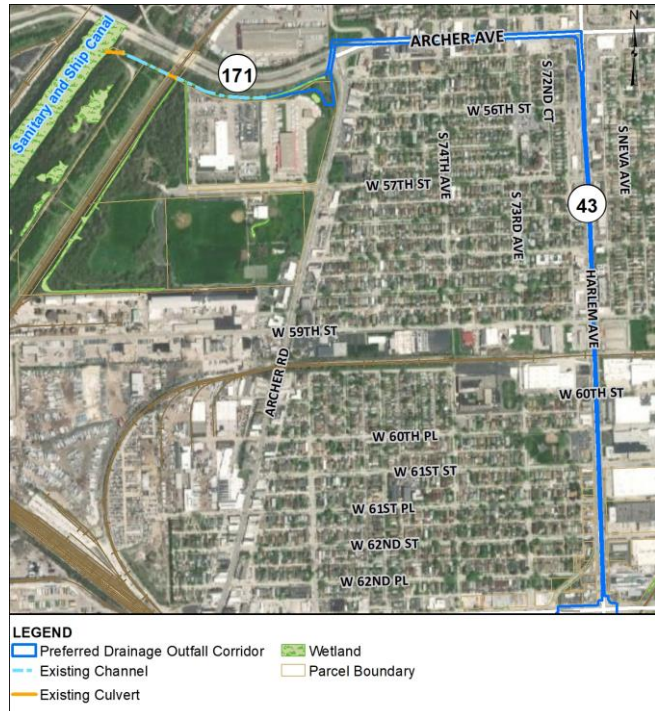 N
ARCHER AVE
171
Sanitary and Ship Canal
S 72ND CT
W 56TH ST
S NEVA AVE
S 74TH AVE
W 57TH ST
S 73RD AVE
43
HARLEM AVE
W 59TH ST
ARCHER RD
W 60TH ST
W 60TH PL
W 61ST ST
W 61ST PL
W 62ND ST
W 62ND PL
LEGEND
Preferred Drainage Outfall Corridor
Wetland
Existing Channel
Parcel Boundary
Existing Culvert